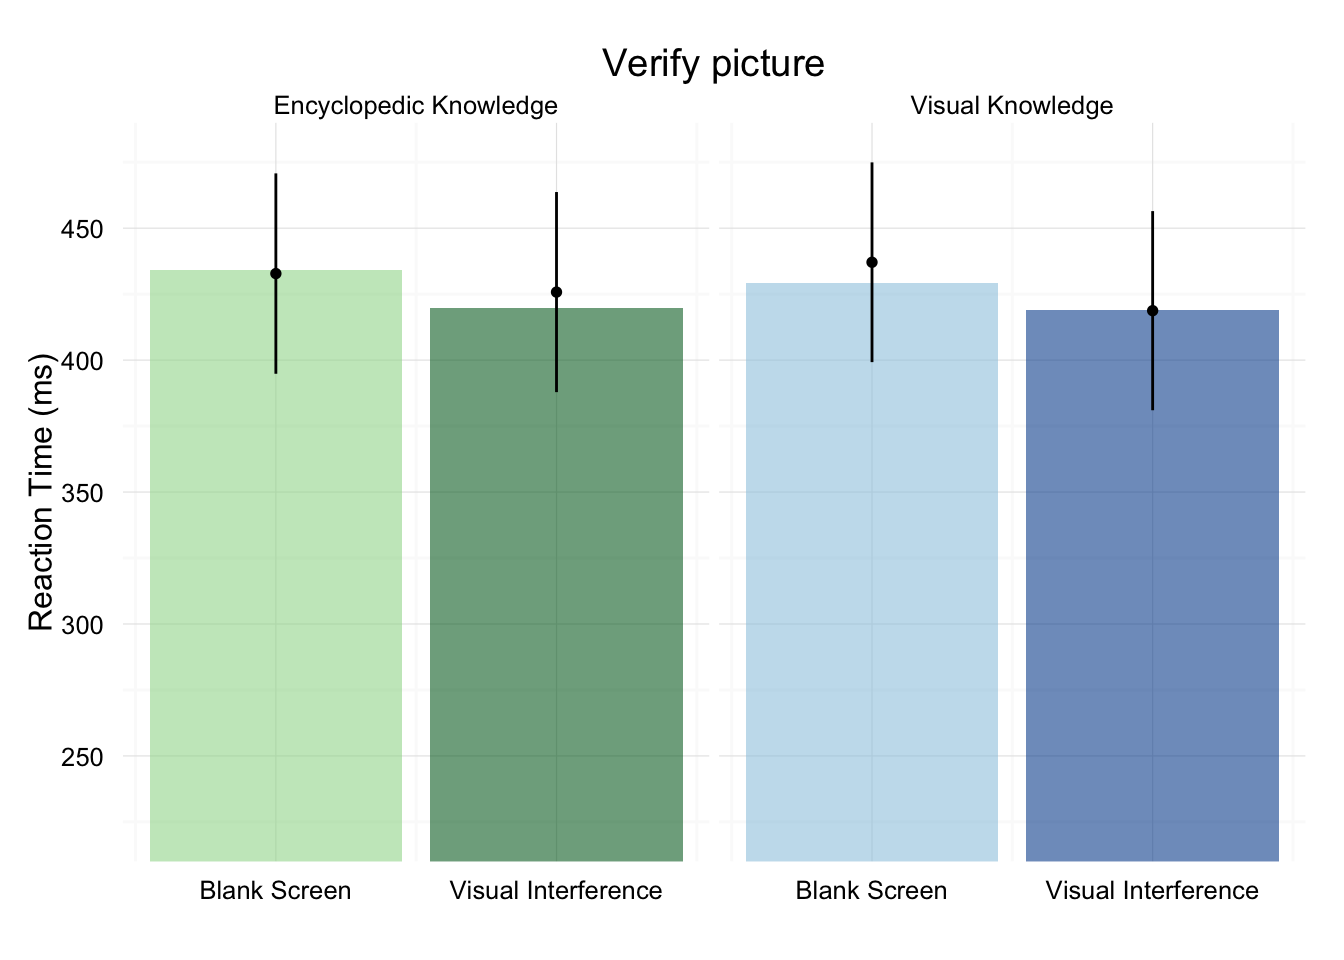 Verify picture
Encyclopedic Knowledge
Visual Knowledge
Reaction Time (ms)
450
400
350
300
250
Blank Screen
Visual Interference
Blank Screen
Visual Interference